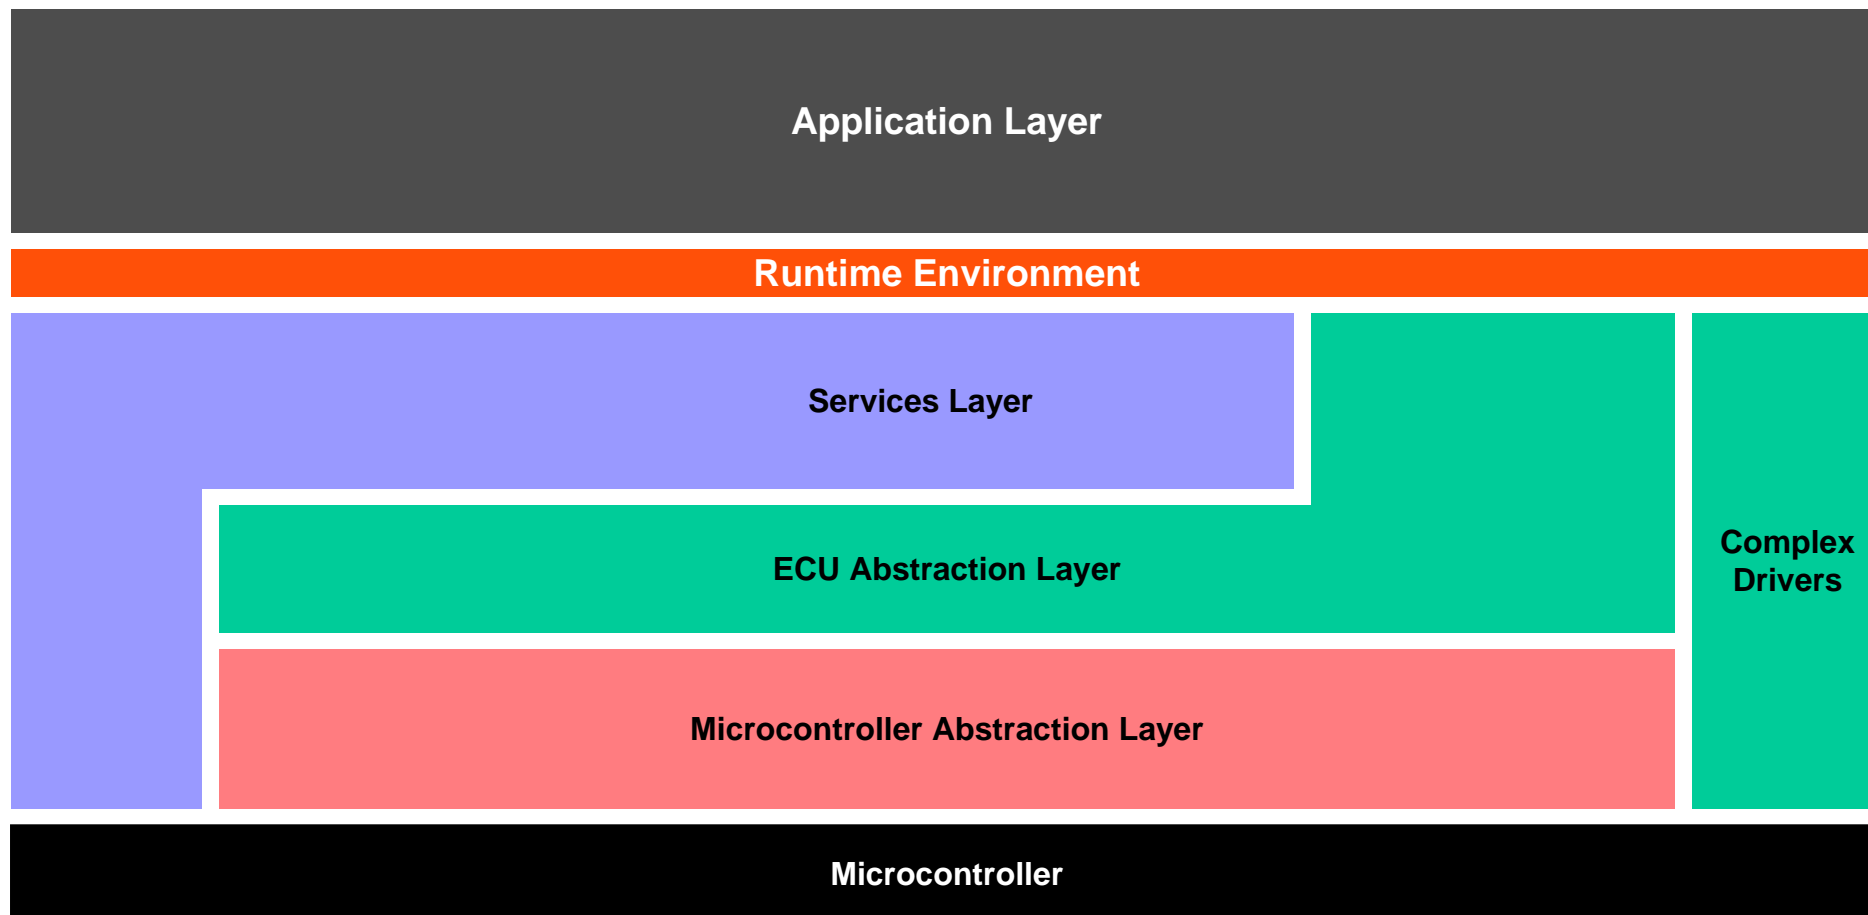 Application Layer
Runtime Environment
Services Layer
ECU Abstraction Layer
Complex
Drivers
Microcontroller Abstraction Layer
Microcontroller